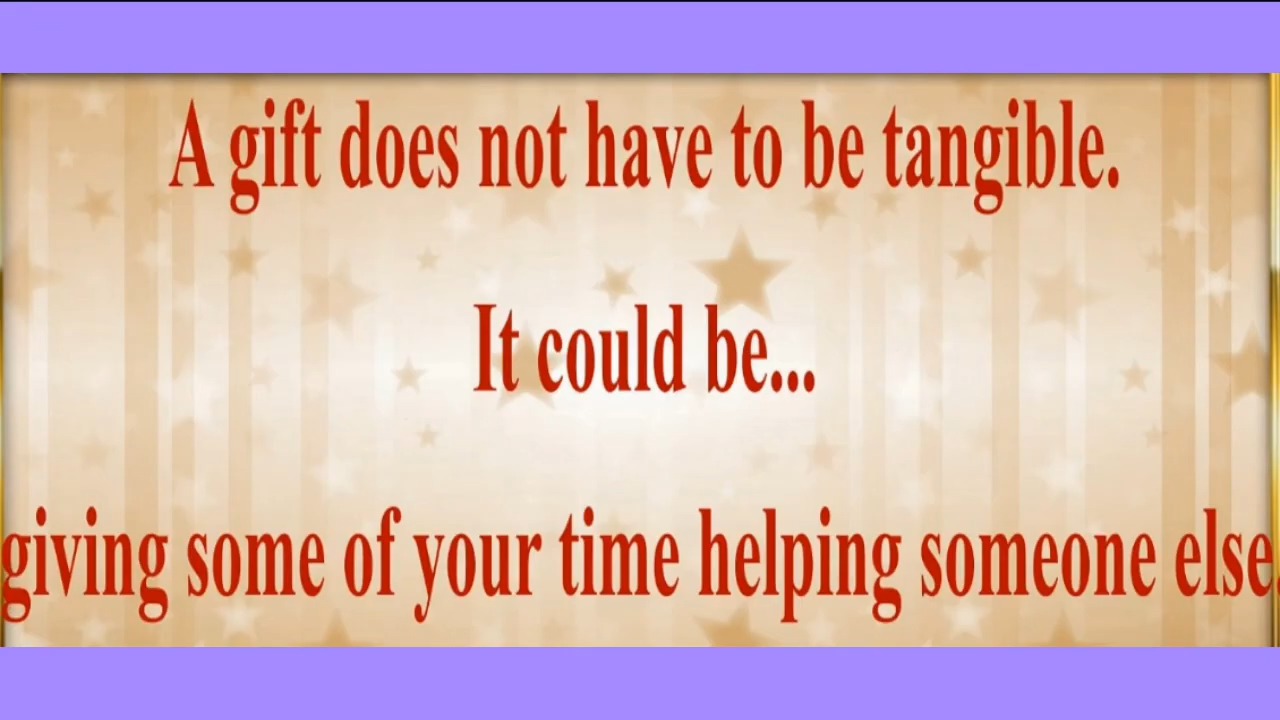 A gift does not have to be tangible.
It could be...
giving some of your time helping someone else.